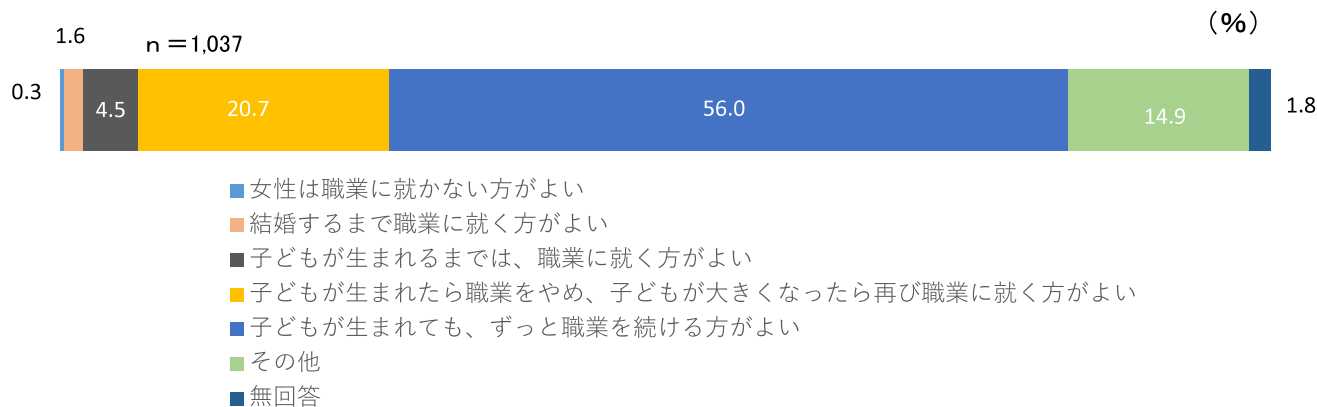 (%)
1.6
n =1,037
0.3
4.5
20.7
56.0
14.9
1.8
女性は職業に就かない方がよい
結婚するまで職業に就く方がよい
子どもが生まれるまでは、職業に就く方がよい
子どもが生まれたら職業をやめ、子どもが大きくなったら再び職業に就く方がよい
子どもが生まれても、ずっと職業を続ける方がよい
その他
無回答